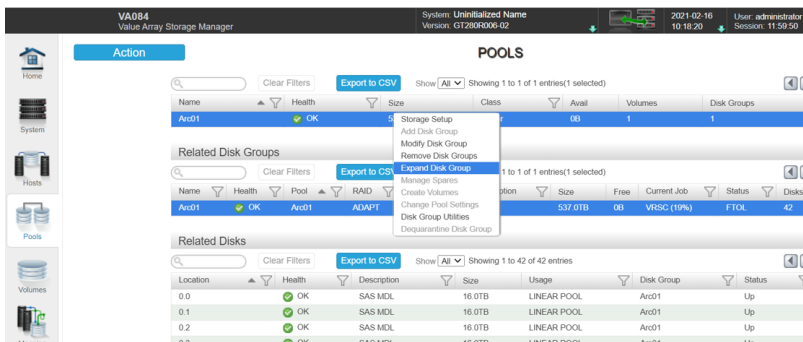 VA084
Value Array Storage Manager
System: Uninitialized Name
Version: GT280R006-02
2021-02-16
10:18:20
User: administrator
Session: 11:59:50
Home
System
Hosts
Pools
Volumes
Action
POOLS
Clear Filters Export to CSV Show All Showing 1 to 1 of 1 entries(1 selected)
Name Health Size Class Avail Volumes Disk Groups
Arc01 OK 0B 1 1
Storage Setup
Add Disk Group
Modify Disk Group
Remove Disk Groups
Expand Disk Group
Manage Spares
Create Volumes
Change Pool Settings
Disk Group Utilities
Dequarantine Disk Group
Related Disk Groups
Clear Filters Export to CSV 1 to 1 of 1 entries(1 selected)
Name Health Pool RAID Size Free Current Job Status Disks
Arc01 OK Arc01 ADAPT 537.0TB 0B VRSC (19%) FTOL 42
Related Disks
Clear Filters Export to CSV Show All Showing 1 to 42 of 42 entries
Location Health Description Size Usage Disk Group Status
0.0 OK SAS MDL 16.0TB LINEAR POOL Arc01 Up
0.1 OK SAS MDL 16.0TB LINEAR POOL Arc01 Up
0.2 OK SAS MDL 16.0TB LINEAR POOL Arc01 Up